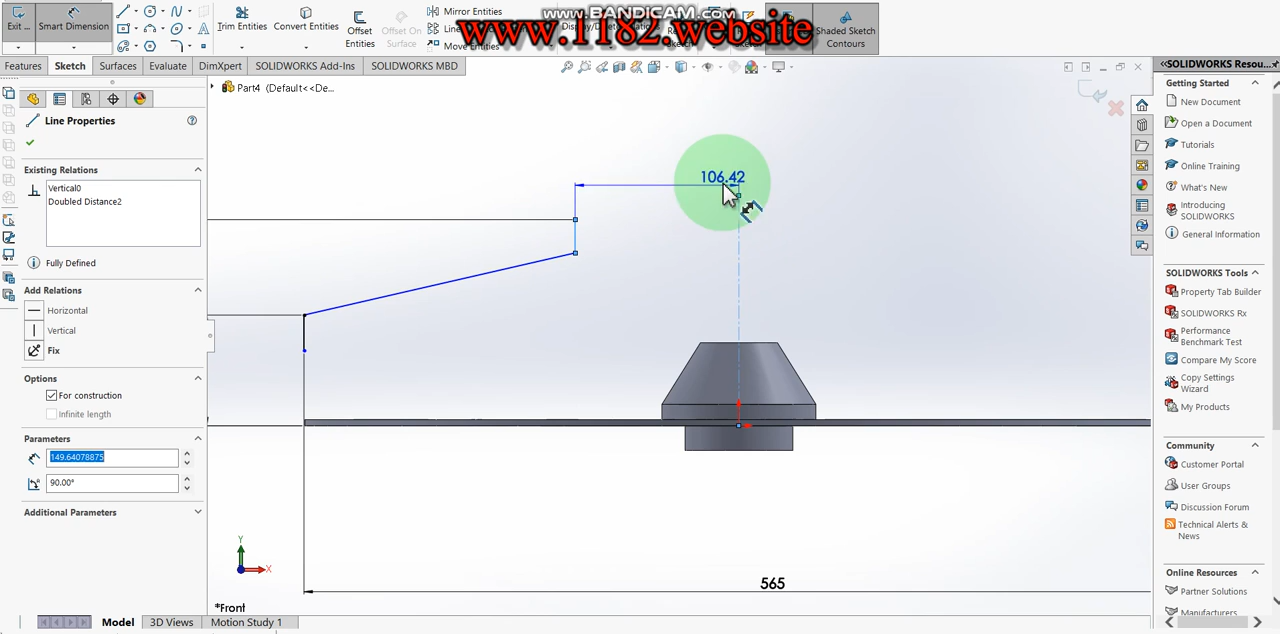 www.BANDICAM.com
www.1182.website
Exit ...
Smart Dimension
Trim Entities
Convert Entities
Offset Entities
Offset On Surface
Mirror Entities
Move Entities
Shaded Sketch Contours
Features
Sketch
Surfaces
Evaluate
DimXpert
SOLIDWORKS Add-Ins
SOLIDWORKS MBD
Part4 (Default<<De...
Line Properties
Existing Relations
Vertical0
Doubled Distance2
Fully Defined
Add Relations
Horizontal
Vertical
Fix
Options
For construction
Infinite length
Parameters
149.64078875
90.00°
Additional Parameters
106.42
565
Y
X
*Front
Model
3D Views
Motion Study 1
SOLIDWORKS Resou...
Getting Started
New Document
Open a Document
Tutorials
Online Training
What's New
Introducing SOLIDWORKS
General Information
SOLIDWORKS Tools
Property Tab Builder
SOLIDWORKS Rx
Performance Benchmark Test
Compare My Score
Copy Settings Wizard
My Products
Community
Customer Portal
User Groups
Discussion Forum
Technical Alerts & News
Online Resources
Partner Solutions
Manufacturers